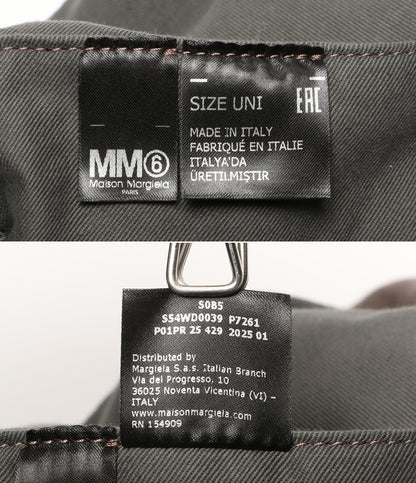 MM⑥
Maison Margiela
PARIS
SIZE UNI
EAC
MADE IN ITALY
FABRIQUÉ EN ITALIE
ITALYA'DA
ÜRETILMİŞTIR
S0B5
S54WD0039 P7261
P01PR 25 429 2025 01
Distributed by
Margiela S.a.s. Italian Branch
Via del Progresso, 10
36025 Noventa Vicentina (VI) –
ITALY
www.maisonmargiela.com
RN 154909